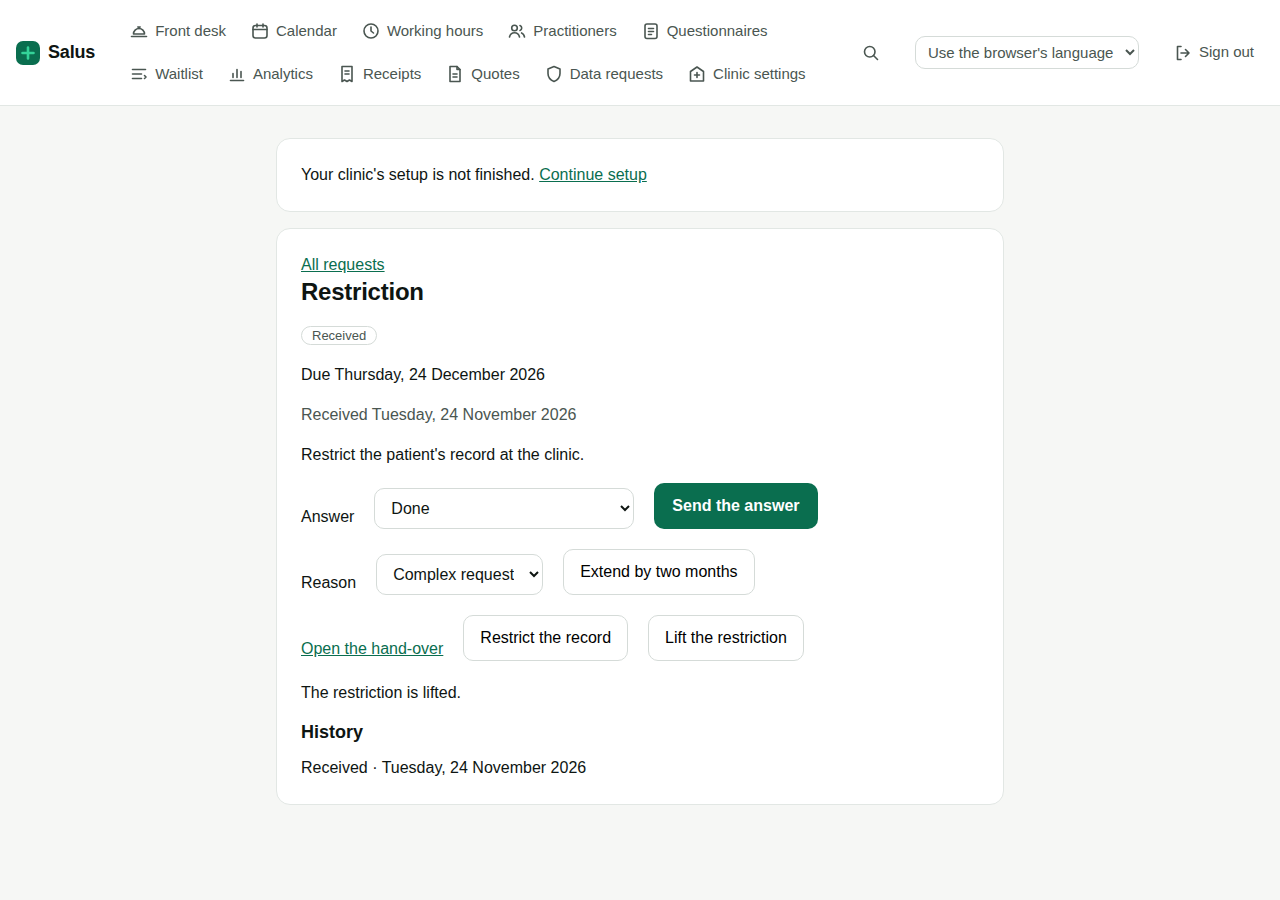 Salus
Front desk Calendar Working hours Practitioners Questionnaires
Waitlist Analytics Receipts Quotes Data requests Clinic settings
Use the browser's language
Sign out
Your clinic's setup is not finished. Continue setup
All requests
Restriction
Received
Due Thursday, 24 December 2026
Received Tuesday, 24 November 2026
Restrict the patient's record at the clinic.
Answer Done Send the answer
Reason Complex request Extend by two months
Open the hand-over Restrict the record Lift the restriction
The restriction is lifted.
History
Received · Tuesday, 24 November 2026